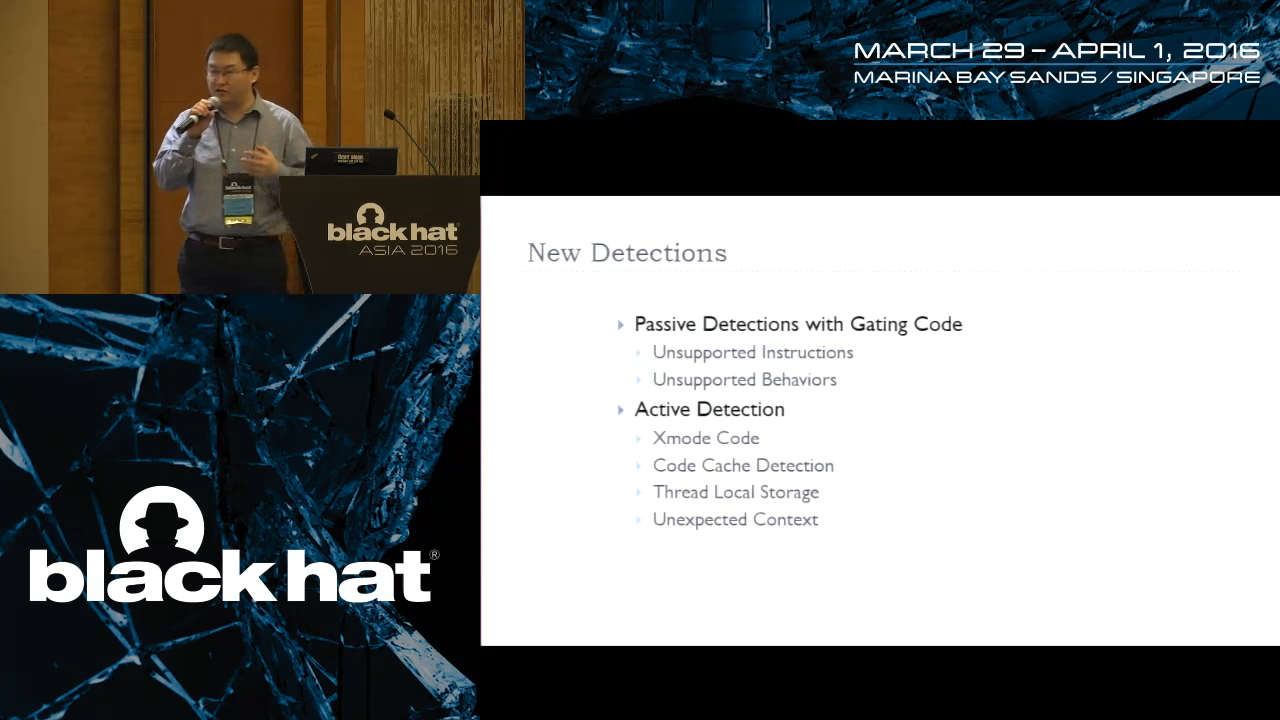 MARCH 29 – APRIL 1, 2016
MARINA BAY SANDS / SINGAPORE
black hat
ASIA 2016
New Detections
Passive Detections with Gating Code
Unsupported Instructions
Unsupported Behaviors
Active Detection
Xmode Code
Code Cache Detection
Thread Local Storage
Unexpected Context
black hat®